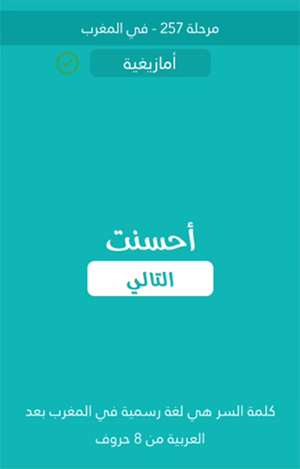 مرحلة 257 - في المغرب
أمازيغية
أحسنت
التالي
كلمة السر هي لغة رسمية في المغرب بعد
العربية من 8 حروف